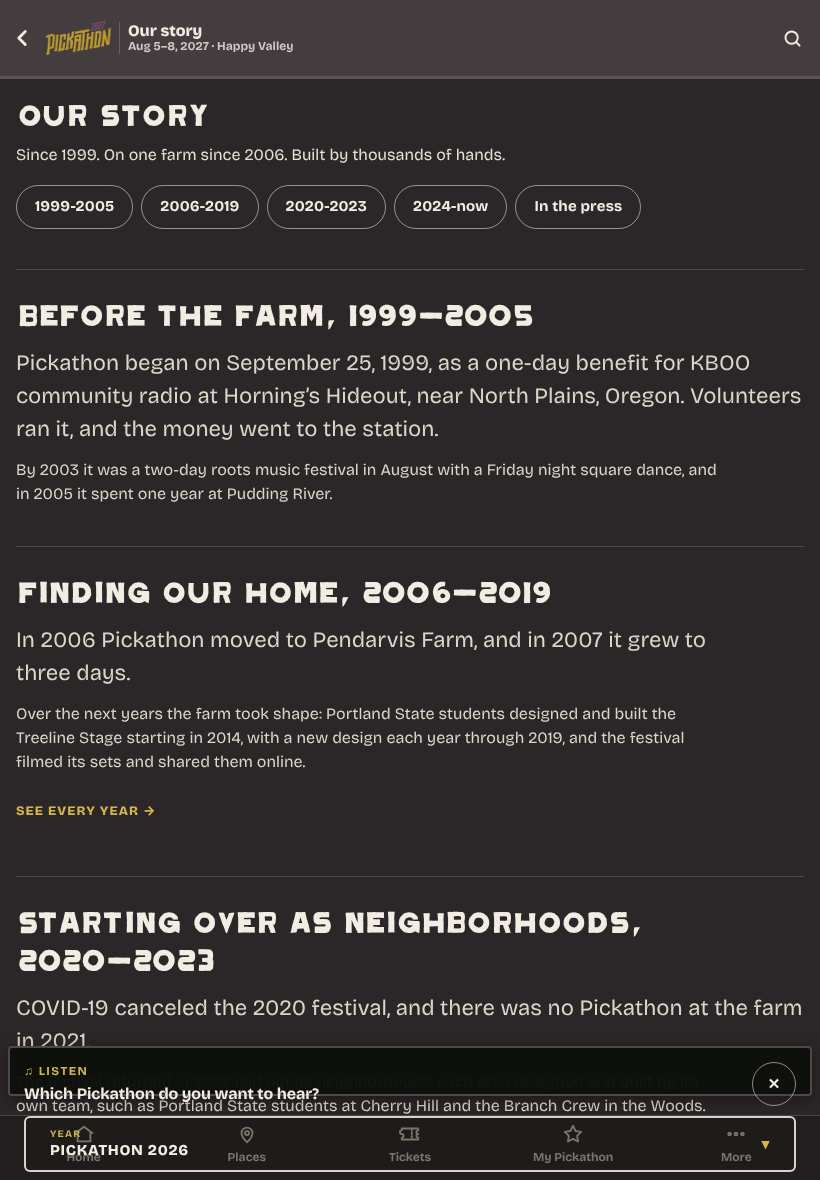 PICKATHON
Our story
Aug 5–8, 2027 · Happy Valley
OUR STORY
Since 1999. On one farm since 2006. Built by thousands of hands.
1999-2005
2006-2019
2020-2023
2024-now
In the press
BEFORE THE FARM, 1999–2005
Pickathon began on September 25, 1999, as a one-day benefit for KBOO
community radio at Horning's Hideout, near North Plains, Oregon. Volunteers
ran it, and the money went to the station.
By 2003 it was a two-day roots music festival in August with a Friday night square dance, and
in 2005 it spent one year at Pudding River.
FINDING OUR HOME, 2006–2019
In 2006 Pickathon moved to Pendarvis Farm, and in 2007 it grew to
three days.
Over the next years the farm took shape: Portland State students designed and built the
Treeline Stage starting in 2014, with a new design each year through 2019, and the festival
filmed its sets and shared them online.
SEE EVERY YEAR →
STARTING OVER AS NEIGHBORHOODS,
2020–2023
COVID-19 canceled the 2020 festival, and there was no Pickathon at the farm
in 2021.
♫ LISTEN
Which Pickathon do you want to hear?
own team, such as Portland State students at Cherry Hill and the Branch Crew in the Woods.
YEAR
PICKATHON 2026
Home
Places
Tickets
My Pickathon
More